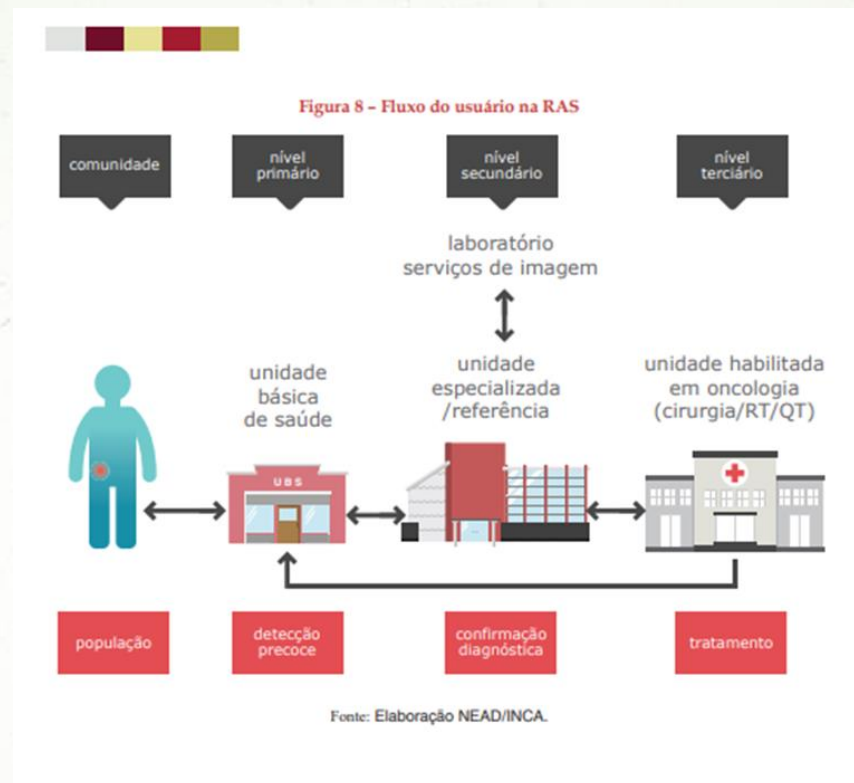 Figura 8 – Fluxo do usuário na RAS
comunidade
nível
primário
nível
secundário
nível
terciário
laboratório
serviços de imagem
unidade
básica
de saúde
unidade
especializada
/referência
unidade habilitada
em oncologia
(cirurgia/RT/QT)
UBS
população
detecção
precoce
confirmação
diagnóstica
tratamento
Fonte: Elaboração NEAD/INCA.